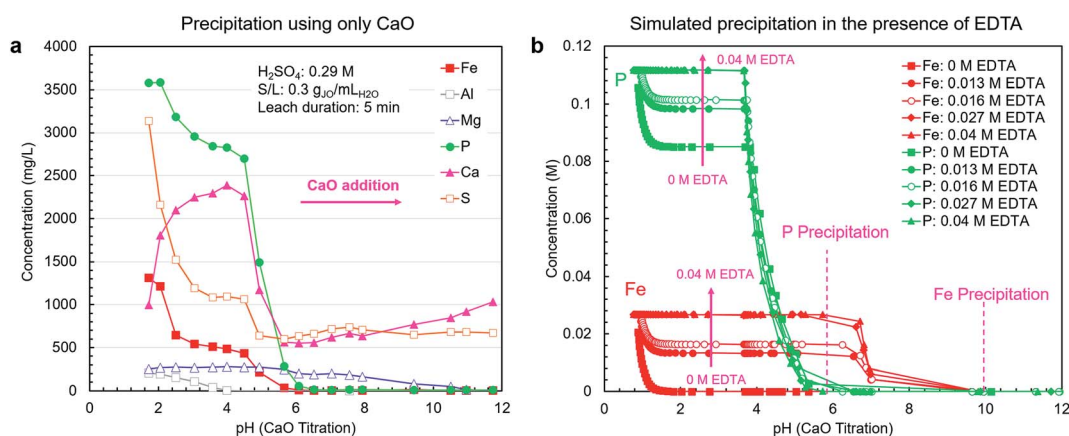 Precipitation using only CaO
a
4000
3500
3000
2500
2000
1500
1000
500
0
Concentration (mg/L)
H₂SO₄: 0.29 M
S/L: 0.3 g_JO/mL_H2O
Leach duration: 5 min
Fe
Al
Mg
P
Ca
S
CaO addition
0 2 4 6 8 10 12
pH (CaO Titration)
Simulated precipitation in the presence of EDTA
b
0.12
0.1
0.08
0.06
0.04
0.02
0
Concentration (M)
P
0.04 M EDTA
0 M EDTA
Fe: 0 M EDTA
Fe: 0.013 M EDTA
Fe: 0.016 M EDTA
Fe: 0.027 M EDTA
Fe: 0.04 M EDTA
P: 0 M EDTA
P: 0.013 M EDTA
P: 0.016 M EDTA
P: 0.027 M EDTA
P: 0.04 M EDTA
P Precipitation
Fe Precipitation
Fe
0.04 M EDTA
0 M EDTA
0 2 4 6 8 10 12
pH (CaO Titration)